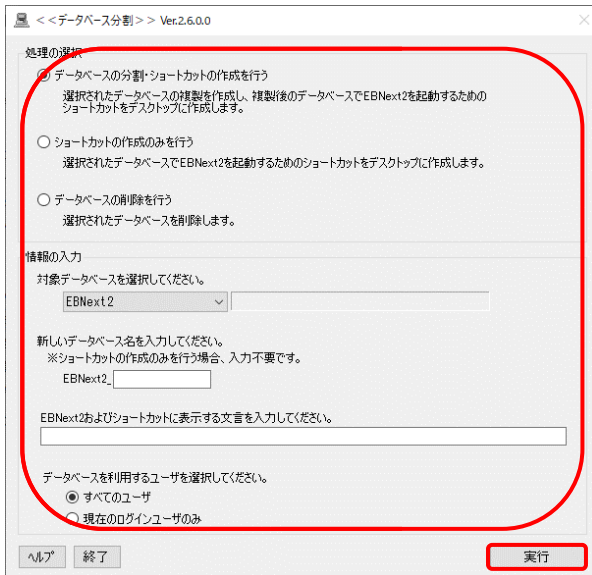 <<データベース分割>> Ver.2.6.0.0
処理の選択
データベースの分割・ショートカットの作成を行う
選択されたデータベースの複製を作成し、複製後のデータベースでEBNext2を起動するための
ショートカットをデスクトップに作成します。
ショートカットの作成のみを行う
選択されたデータベースでEBNext2を起動するためのショートカットをデスクトップに作成します。
データベースの削除を行う
選択されたデータベースを削除します。
情報の入力
対象データベースを選択してください。
EBNext2
新しいデータベース名を入力してください。
※ショートカットの作成のみを行う場合、入力不要です。
EBNext2_
EBNext2およびショートカットに表示する文言を入力してください。
データベースを利用するユーザを選択してください。
すべてのユーザ
現在のログインユーザのみ
ヘルプ 終了 実行